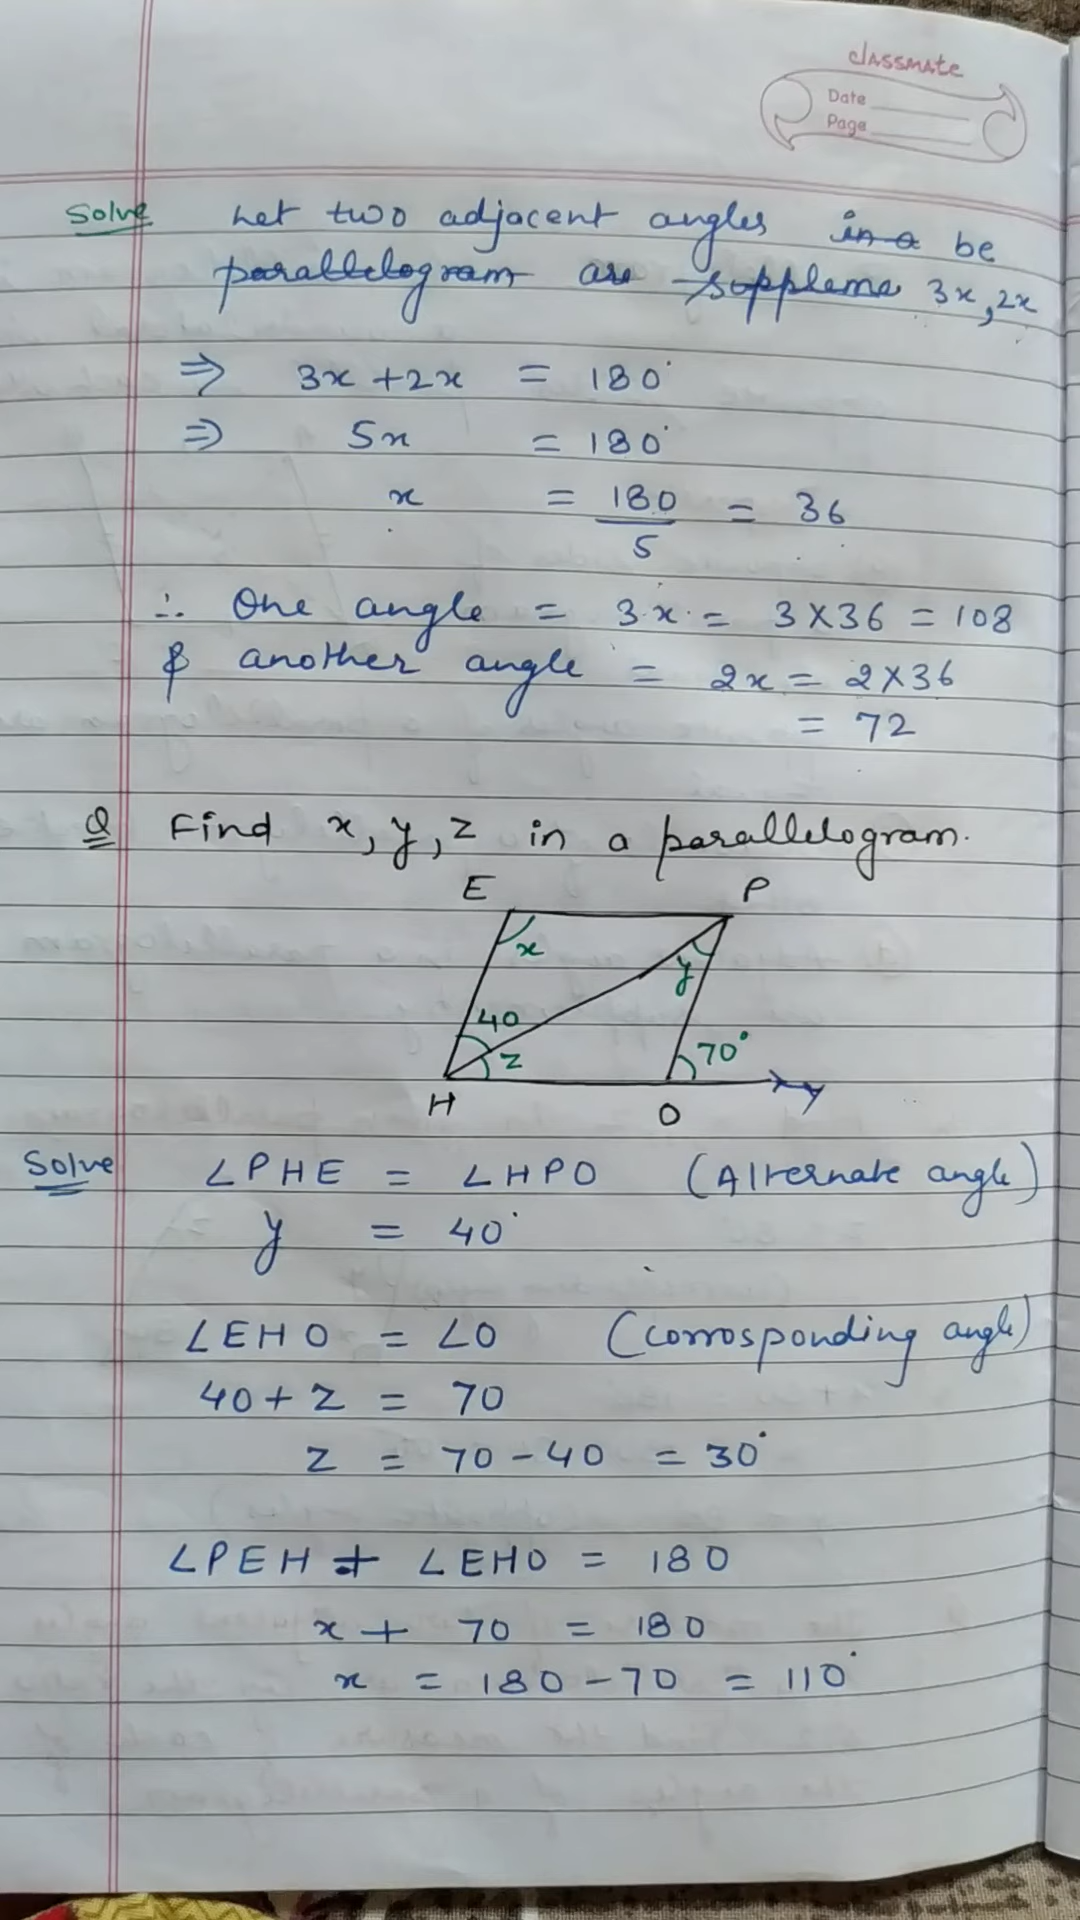 classmate
Date
Page
Solve Let two adjacent angles in a be
parallelogram are suppleme 3x, 2x
⇒ 3x + 2x = 180°
⇒ 5x = 180°
x = 180/5 = 36
∴ One angle = 3.x. = 3×36 = 108
& another angle = 2x = 2×36
= 72
Q Find x, y, z in a parallelogram.
E P
x
y
40
z 70°
H O y
Solve ∠PHE = ∠HPO (Alternate angle)
y = 40°
∠EHO = ∠O (Corrosponding angle)
40 + z = 70
z = 70 - 40 = 30°
∠PEH + ∠EHO = 180
x + 70 = 180
x = 180 - 70 = 110°